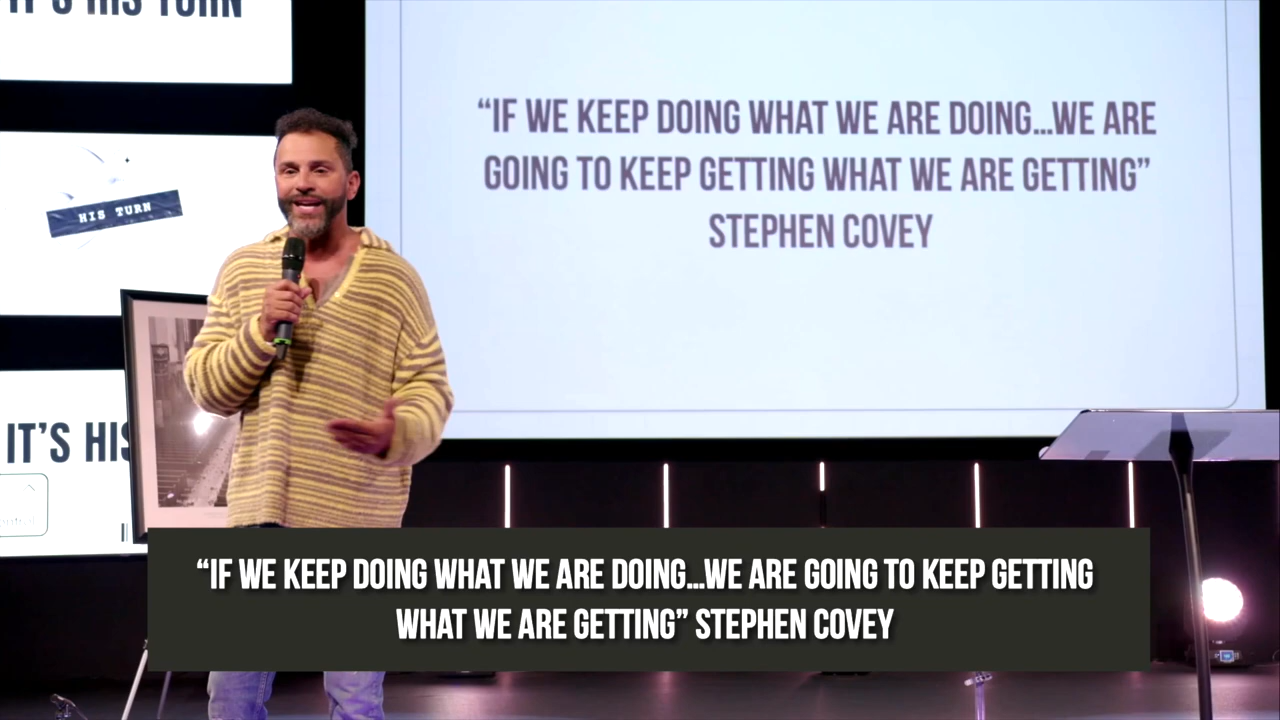 IT'S HIS TURN
“IF WE KEEP DOING WHAT WE ARE DOING...WE ARE
GOING TO KEEP GETTING WHAT WE ARE GETTING”
STEPHEN COVEY
HIS TURN
IT'S HIS
“IF WE KEEP DOING WHAT WE ARE DOING...WE ARE GOING TO KEEP GETTING
WHAT WE ARE GETTING” STEPHEN COVEY